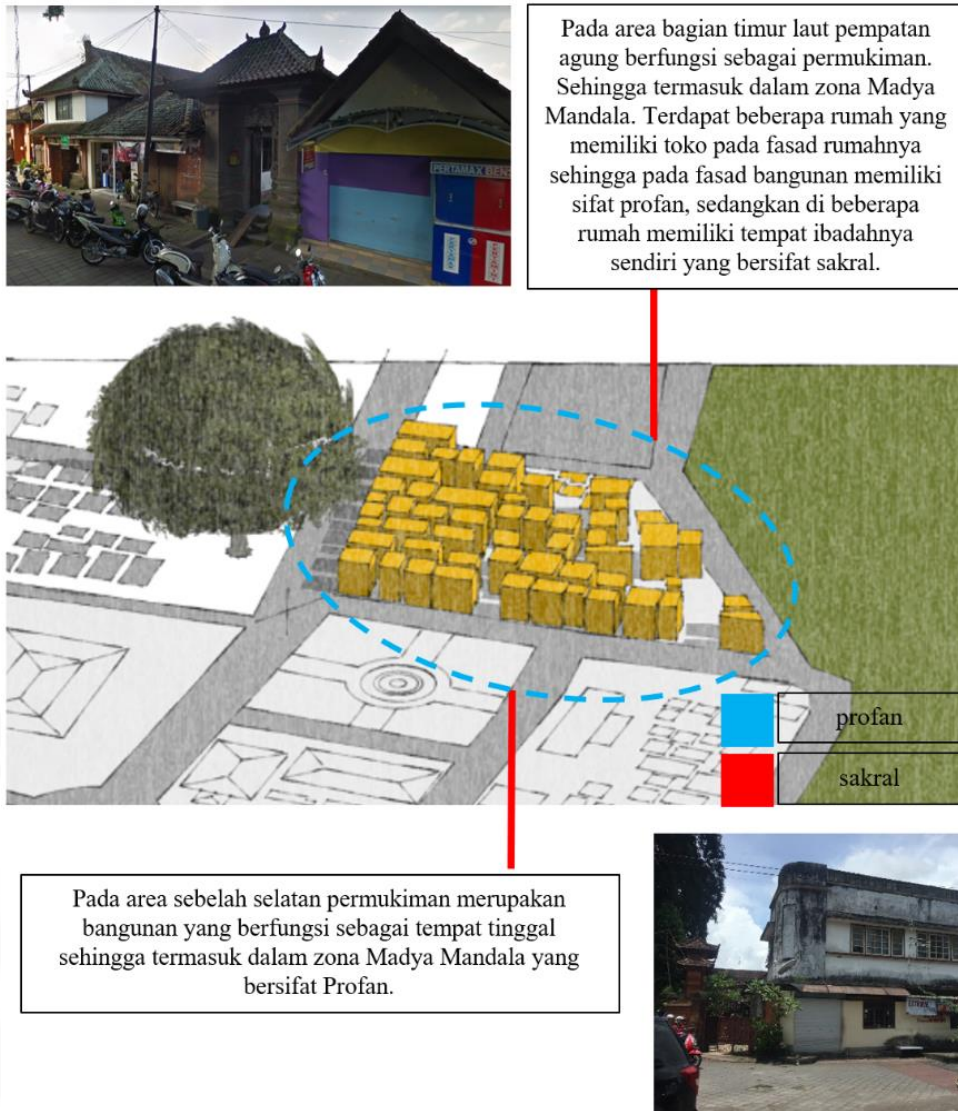 Pada area bagian timur laut pempatan
agung berfungsi sebagai permukiman.
Sehingga termasuk dalam zona Madya
Mandala. Terdapat beberapa rumah yang
memiliki toko pada fasad rumahnya
sehingga pada fasad bangunan memiliki
sifat profan, sedangkan di beberapa
rumah memiliki tempat ibadahnya
sendiri yang bersifat sakral.
PERTAMAX BENS
profan
sakral
Pada area sebelah selatan permukiman merupakan
bangunan yang berfungsi sebagai tempat tinggal
sehingga termasuk dalam zona Madya Mandala yang
bersifat Profan.